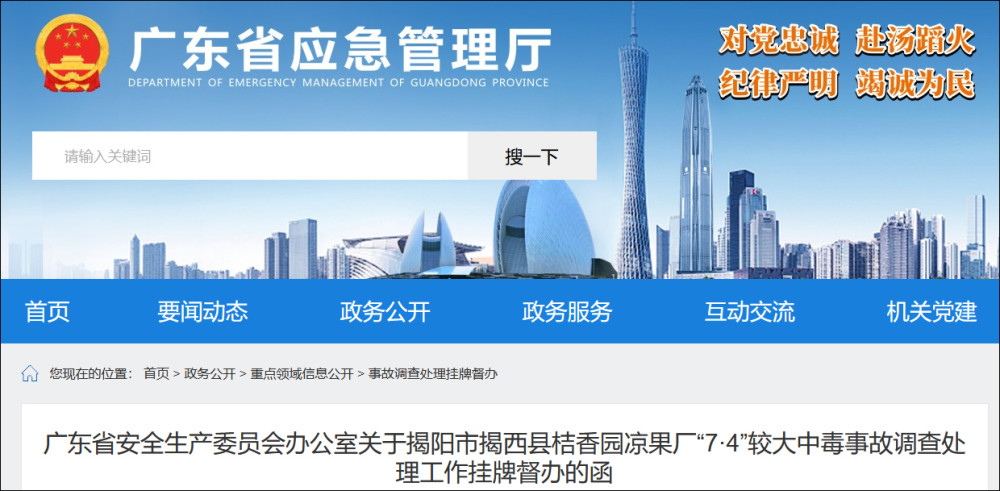 广东省应急管理厅
DEPARTMENT OF EMERGENCY MANAGEMENT OF GUANGDONG PROVINCE
对党忠诚 赴汤蹈火
纪律严明 竭诚为民
请输入关键词 搜一下
首页 要闻动态 政务公开 政务服务 互动交流 机关党建
您现在的位置： 首页 > 政务公开 > 重点领域信息公开 > 事故调查处理挂牌督办
广东省安全生产委员会办公室关于揭阳市揭西县桔香园凉果厂“7·4”较大中毒事故调查处
理工作挂牌督办的函